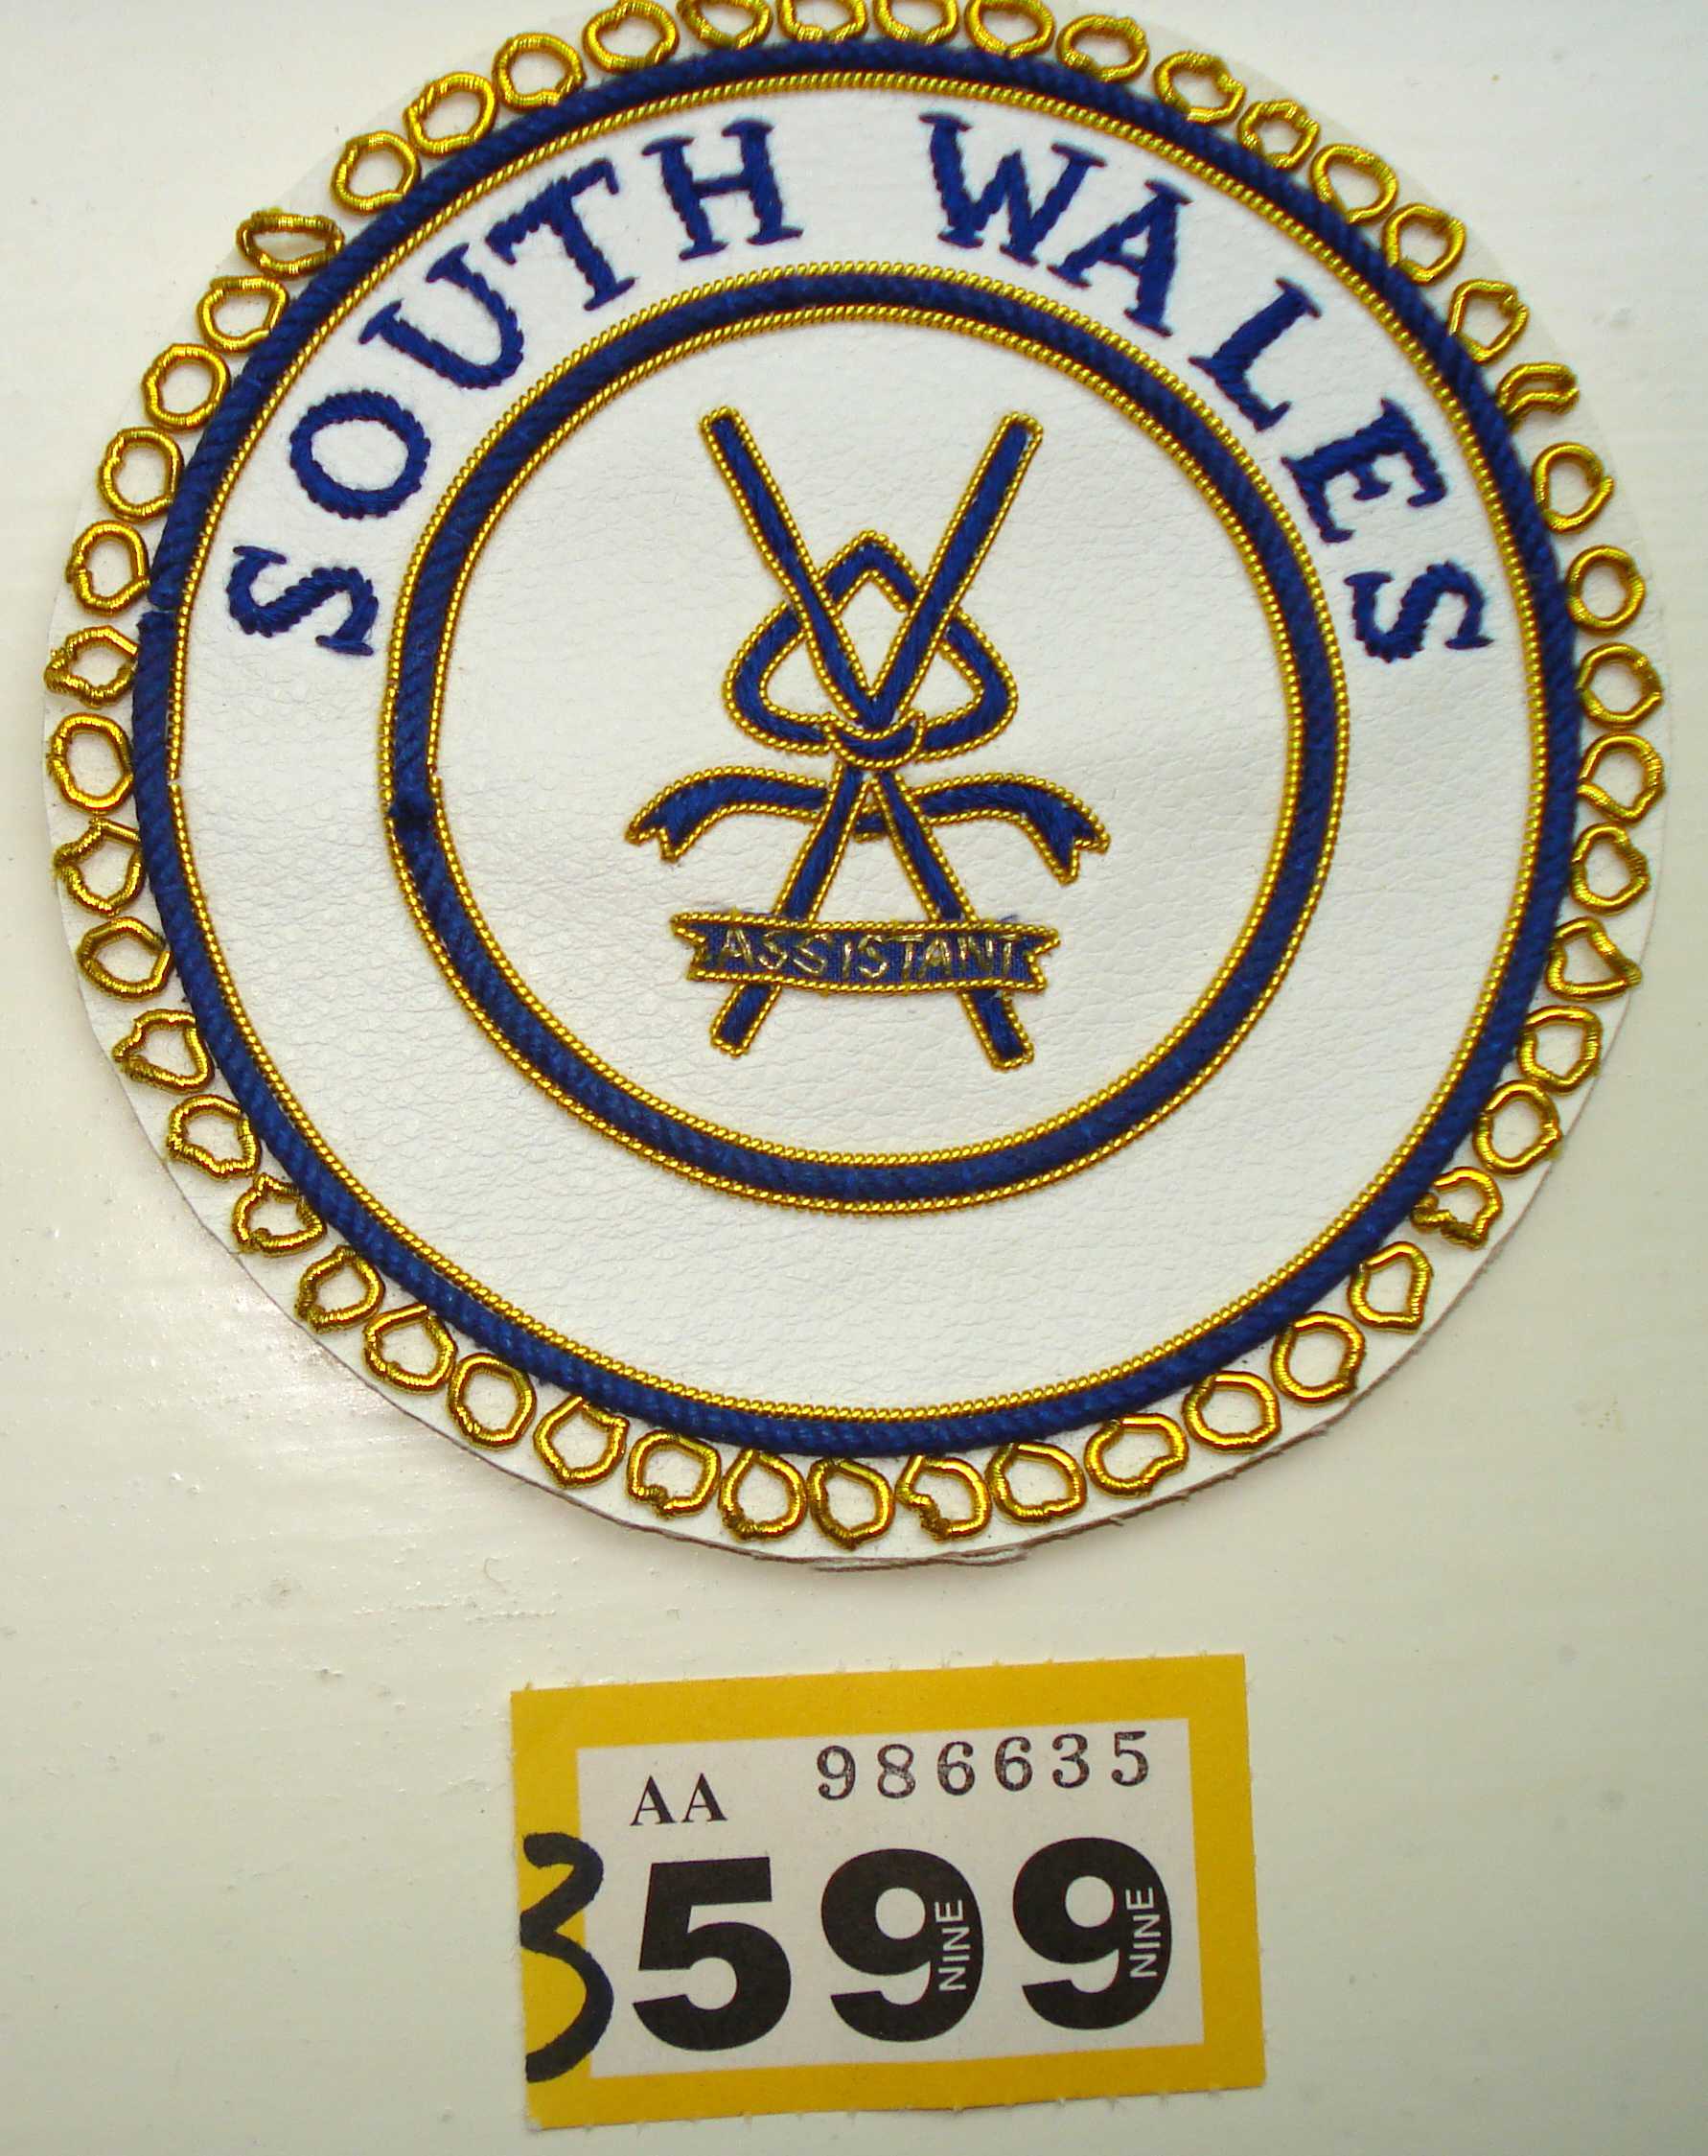 SOUTH WALES
ASSISTANT
AA 986635
3599
NINE NINE